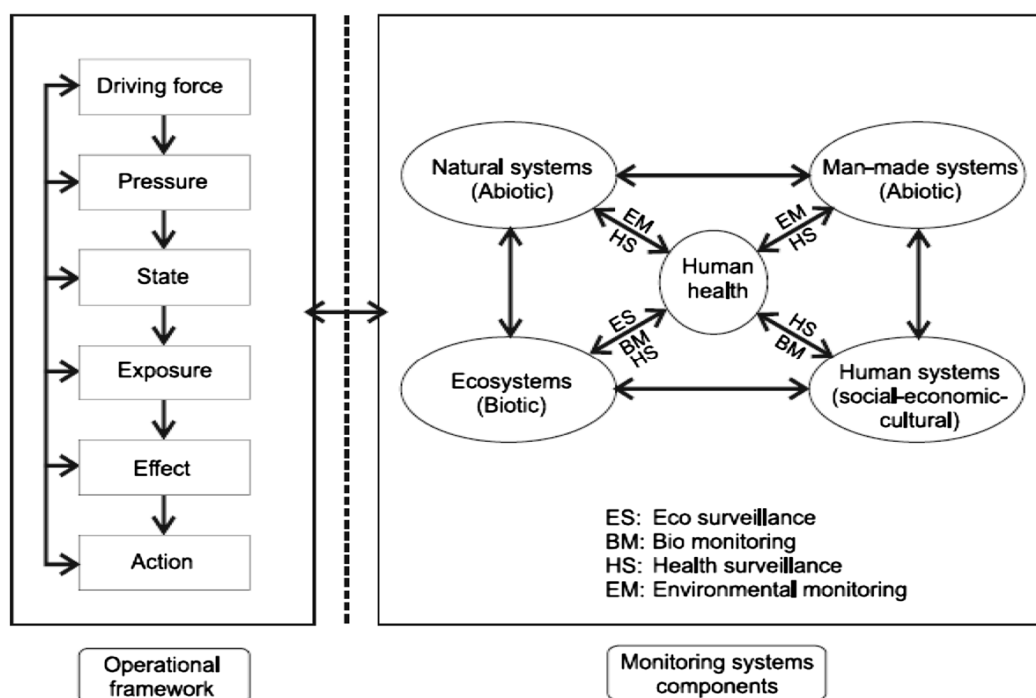 Driving force
Pressure
State
Exposure
Effect
Action
Operational
framework
Natural systems
(Abiotic)
Man-made systems
(Abiotic)
EM
HS
EM
HS
Human
health
ES
BM
HS
HS
BM
Ecosystems
(Biotic)
Human systems
(social-economic-
cultural)
ES: Eco surveillance
BM: Bio monitoring
HS: Health surveillance
EM: Environmental monitoring
Monitoring systems
components